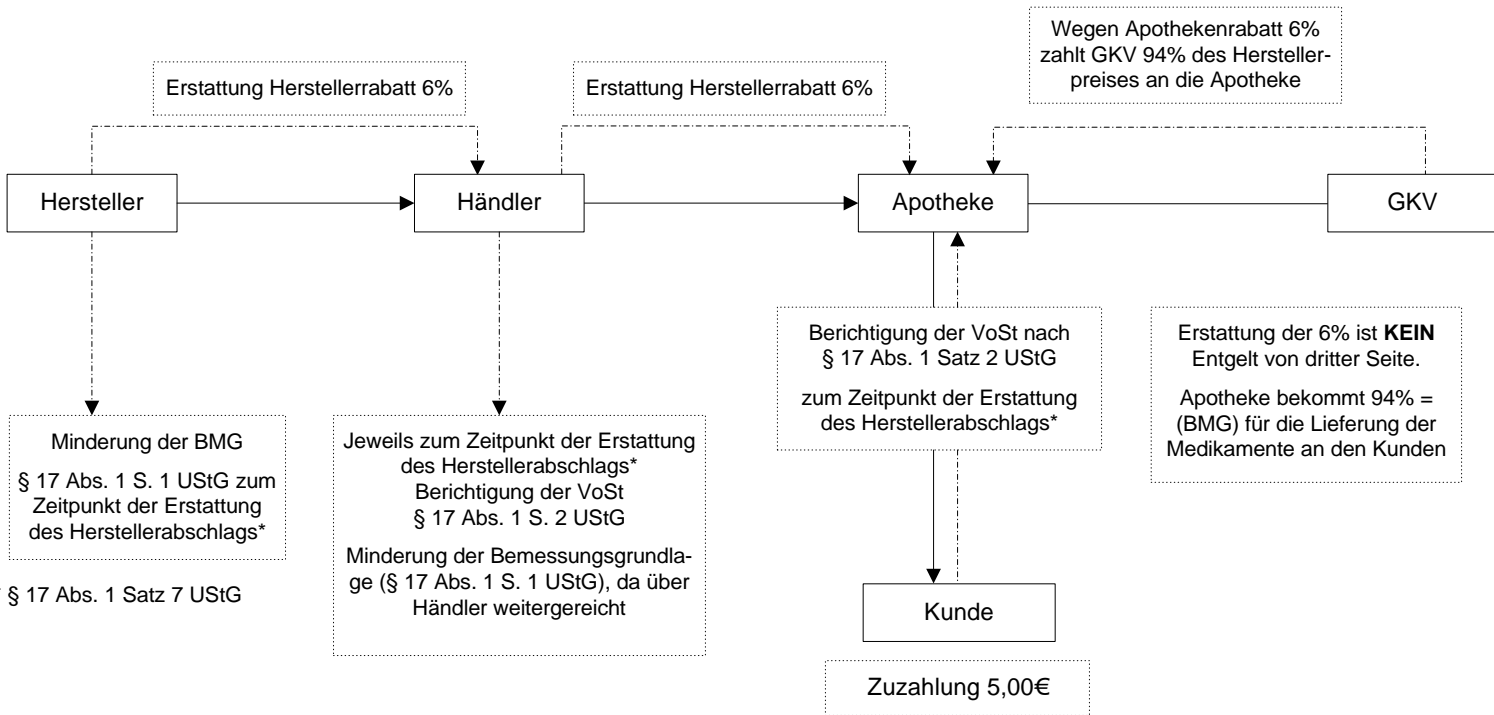 Wegen Apothekenrabatt 6%
zahlt GKV 94% des Hersteller-
preises an die Apotheke
Erstattung Herstellerrabatt 6%
Erstattung Herstellerrabatt 6%
Hersteller
Händler
Apotheke
GKV
Minderung der BMG
§ 17 Abs. 1 S. 1 UStG zum
Zeitpunkt der Erstattung
des Herstellerabschlags*
Jeweils zum Zeitpunkt der Erstattung
des Herstellerabschlags*
Berichtigung der VoSt
§ 17 Abs. 1 S. 2 UStG
Minderung der Bemessungsgrundla-
ge (§ 17 Abs. 1 S. 1 UStG), da über
Händler weitergereicht
Berichtigung der VoSt nach
§ 17 Abs. 1 Satz 2 UStG
zum Zeitpunkt der Erstattung
des Herstellerabschlags*
Erstattung der 6% ist KEIN
Entgelt von dritter Seite.
Apotheke bekommt 94% =
(BMG) für die Lieferung der
Medikamente an den Kunden
§ 17 Abs. 1 Satz 7 UStG
Kunde
Zuzahlung 5,00€